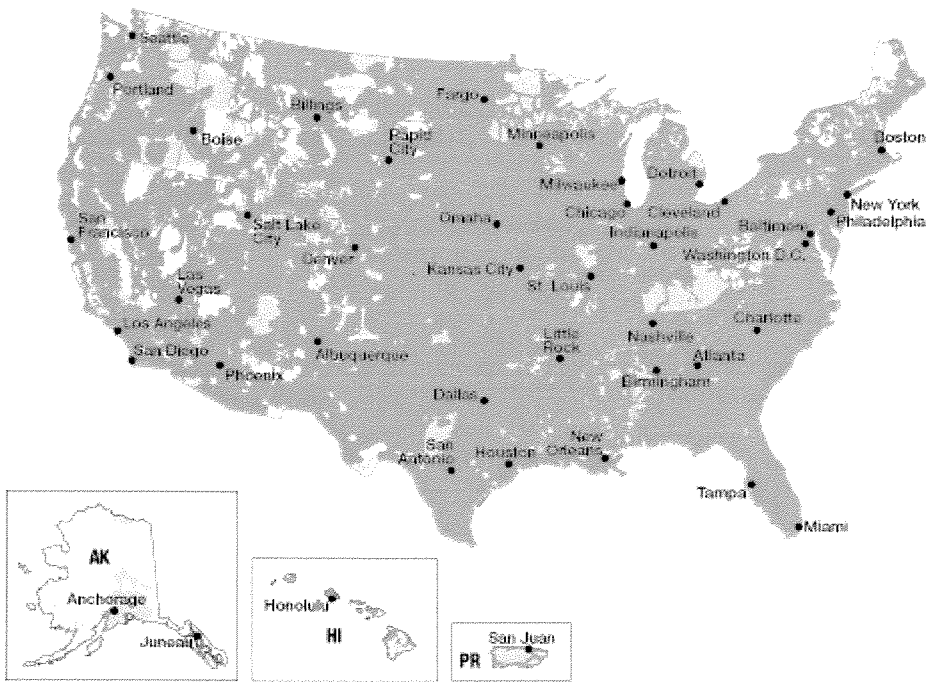 Seattle
Portland
Billings
Fargo
Boise
Rapid
City
Minneapolis
Boston
Milwaukee
Detroit
New York
Philadelphia
Chicago
Cleveland
San
Francisco
Salt Lake
City
Omaha
Indianapolis
Baltimore
Washington D.C.
Denver
Kansas City
St. Louis
Las
Vegas
Los Angeles
Nashville
Charlotte
San Diego
Phoenix
Albuquerque
Little
Rock
Atlanta
Birmingham
Dallas
San
Antonio
Houston
New
Orleans
Tampa
Miami
AK
Anchorage
Juneau
Honolulu
HI
San Juan
PR